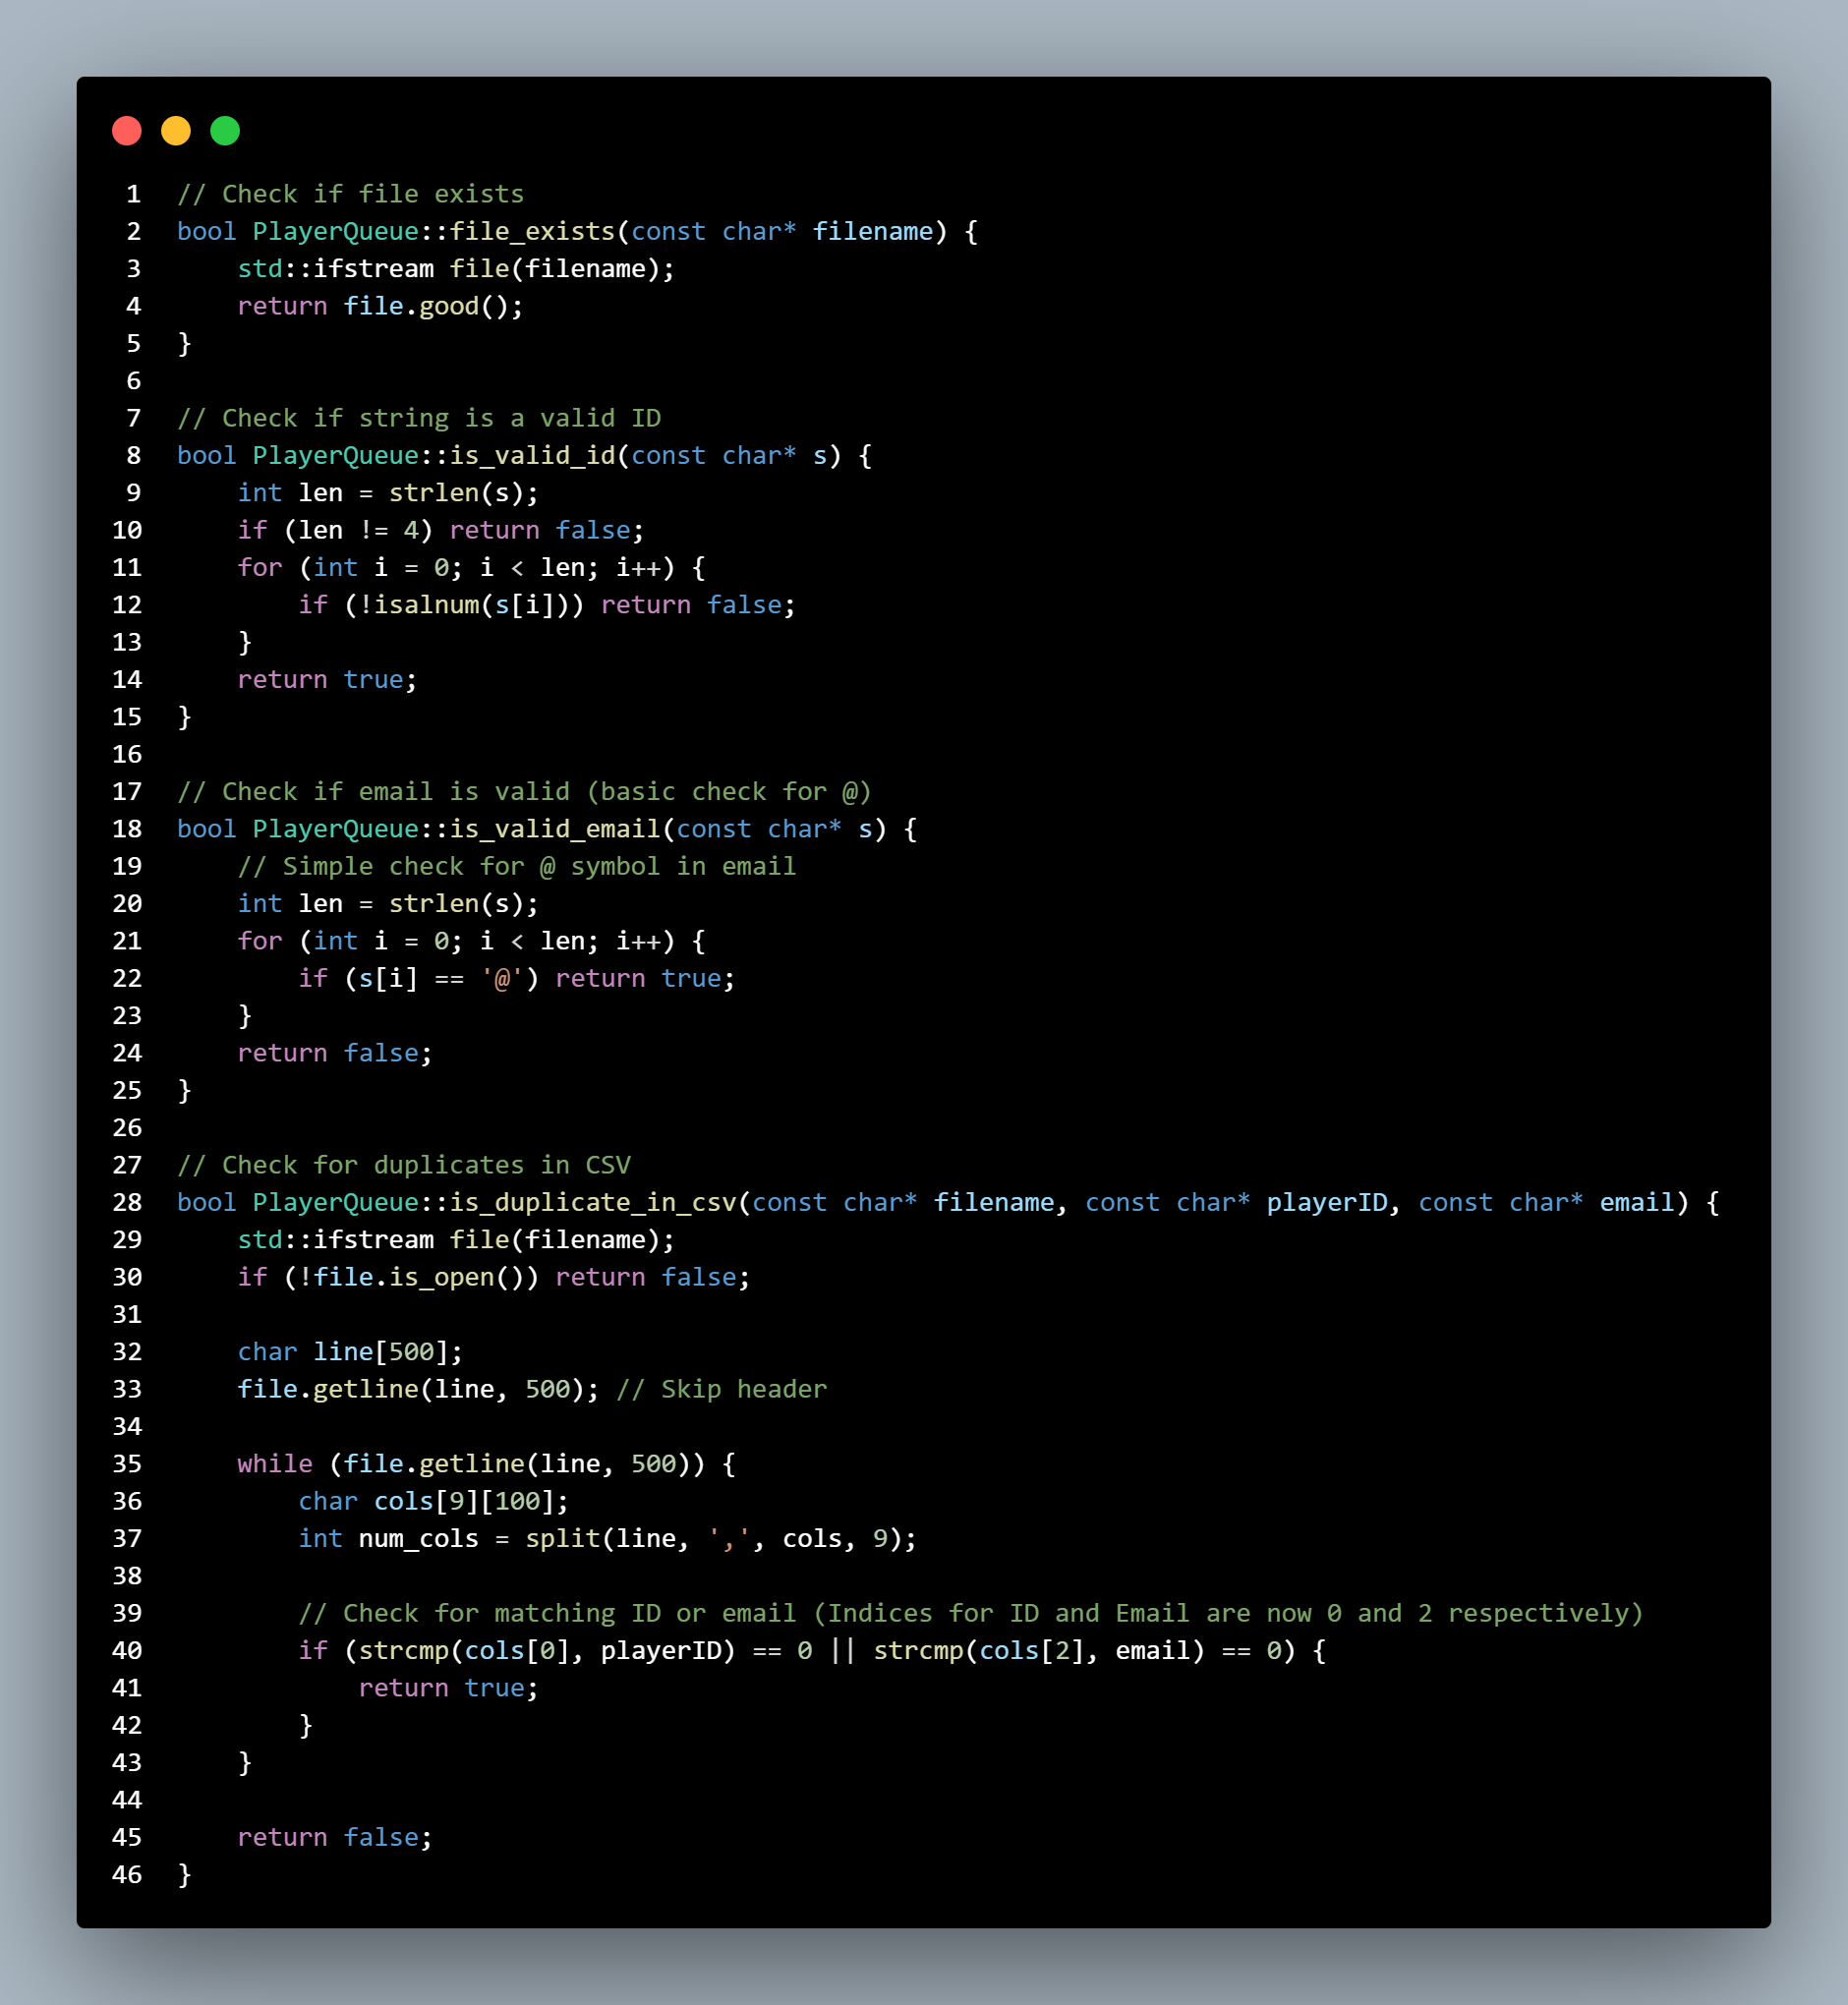 1 // Check if file exists
2 bool PlayerQueue::file_exists(const char* filename) {
3     std::ifstream file(filename);
4     return file.good();
5 }
6
7 // Check if string is a valid ID
8 bool PlayerQueue::is_valid_id(const char* s) {
9     int len = strlen(s);
10     if (len != 4) return false;
11     for (int i = 0; i < len; i++) {
12         if (!isalnum(s[i])) return false;
13     }
14     return true;
15 }
16
17 // Check if email is valid (basic check for @)
18 bool PlayerQueue::is_valid_email(const char* s) {
19     // Simple check for @ symbol in email
20     int len = strlen(s);
21     for (int i = 0; i < len; i++) {
22         if (s[i] == '@') return true;
23     }
24     return false;
25 }
26
27 // Check for duplicates in CSV
28 bool PlayerQueue::is_duplicate_in_csv(const char* filename, const char* playerID, const char* email) {
29     std::ifstream file(filename);
30     if (!file.is_open()) return false;
31
32     char line[500];
33     file.getline(line, 500); // Skip header
34
35     while (file.getline(line, 500)) {
36         char cols[9][100];
37         int num_cols = split(line, ',', cols, 9);
38
39         // Check for matching ID or email (Indices for ID and Email are now 0 and 2 respectively)
40         if (strcmp(cols[0], playerID) == 0 || strcmp(cols[2], email) == 0) {
41             return true;
42         }
43     }
44
45     return false;
46 }